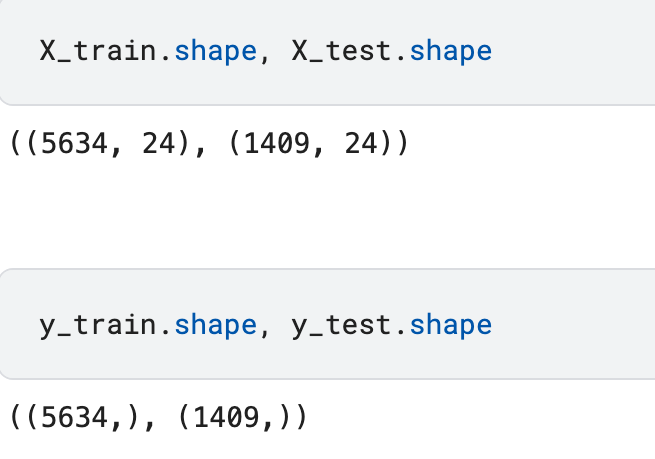 X_train.shape, X_test.shape
((5634, 24), (1409, 24))
y_train.shape, y_test.shape
((5634,), (1409,))